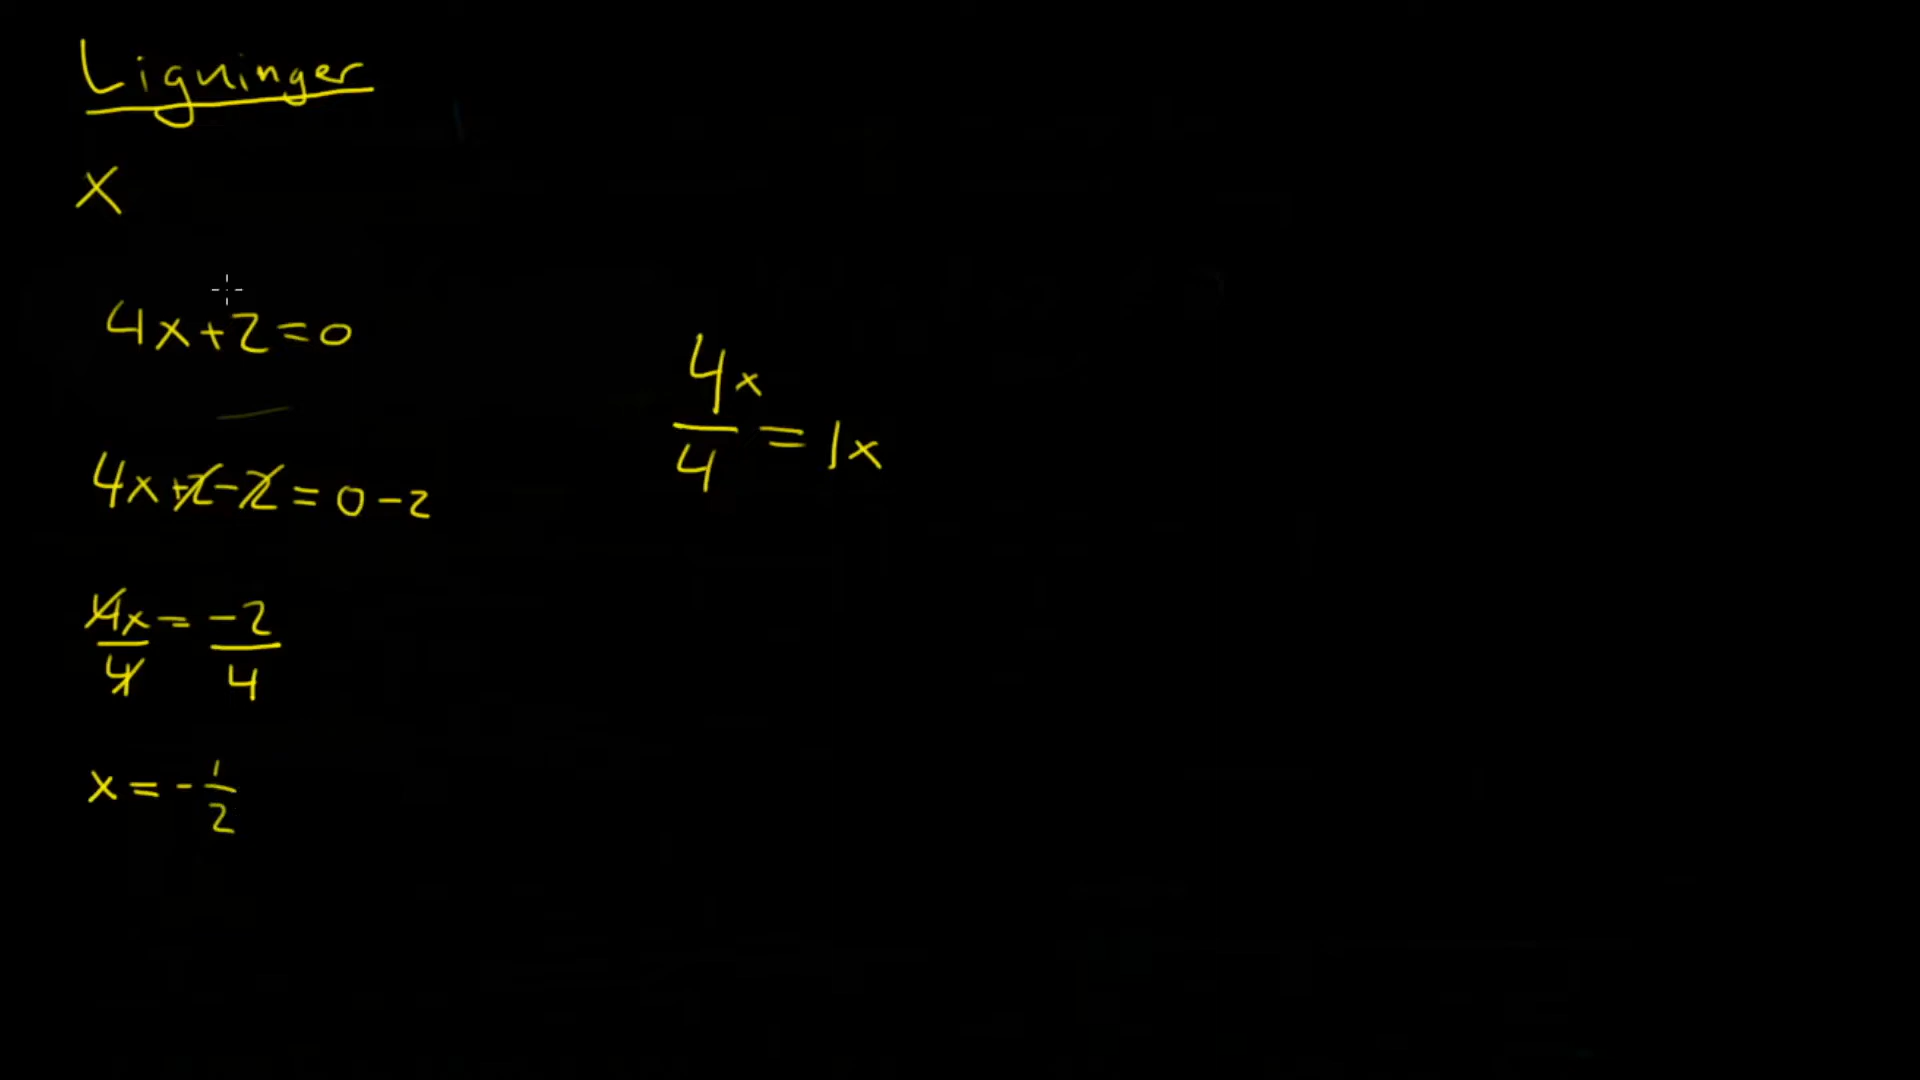 Ligninger
x
4x+2=0
4x+2-2=0-2
4x/4 = -2/4
x = -1/2
4x/4 = 1x